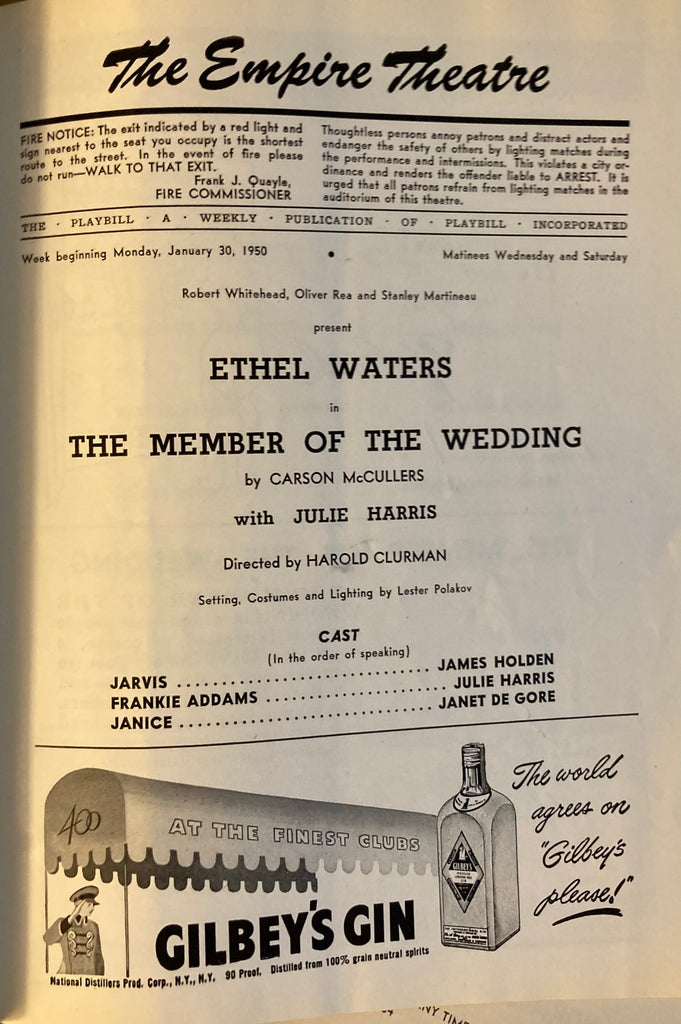 The Empire Theatre
FIRE NOTICE: The exit indicated by a red light and
sign nearest to the seat you occupy is the shortest
route to the street. In the event of fire please
do not run—WALK TO THAT EXIT.
Frank J. Quayle,
FIRE COMMISSIONER
Thoughtless persons annoy patrons and distract actors and
endanger the safety of others by lighting matches during
the performance and intermissions. This violates a city or-
dinance and renders the offender liable to ARREST. It is
urged that all patrons refrain from lighting matches in the
auditorium of this theatre.
THE · PLAYBILL · A · WEEKLY · PUBLICATION · OF · PLAYBILL · INCORPORATED
Week beginning Monday, January 30, 1950 • Matinees Wednesday and Saturday
Robert Whitehead, Oliver Rea and Stanley Martineau
present
ETHEL WATERS
in
THE MEMBER OF THE WEDDING
by CARSON McCULLERS
with JULIE HARRIS
Directed by HAROLD CLURMAN
Setting, Costumes and Lighting by Lester Polakov
CAST
(In the order of speaking)
JARVIS ........................ JAMES HOLDEN
FRANKIE ADDAMS ................. JULIE HARRIS
JANICE ........................ JANET DE GORE
400
AT THE FINEST CLUBS
GILBEY'S
The world
agrees on
"Gilbey's
please!"
GILBEY'S GIN
National Distillers Prod. Corp., N.Y., N.Y. 90 Proof. Distilled from 100% grain neutral spirits